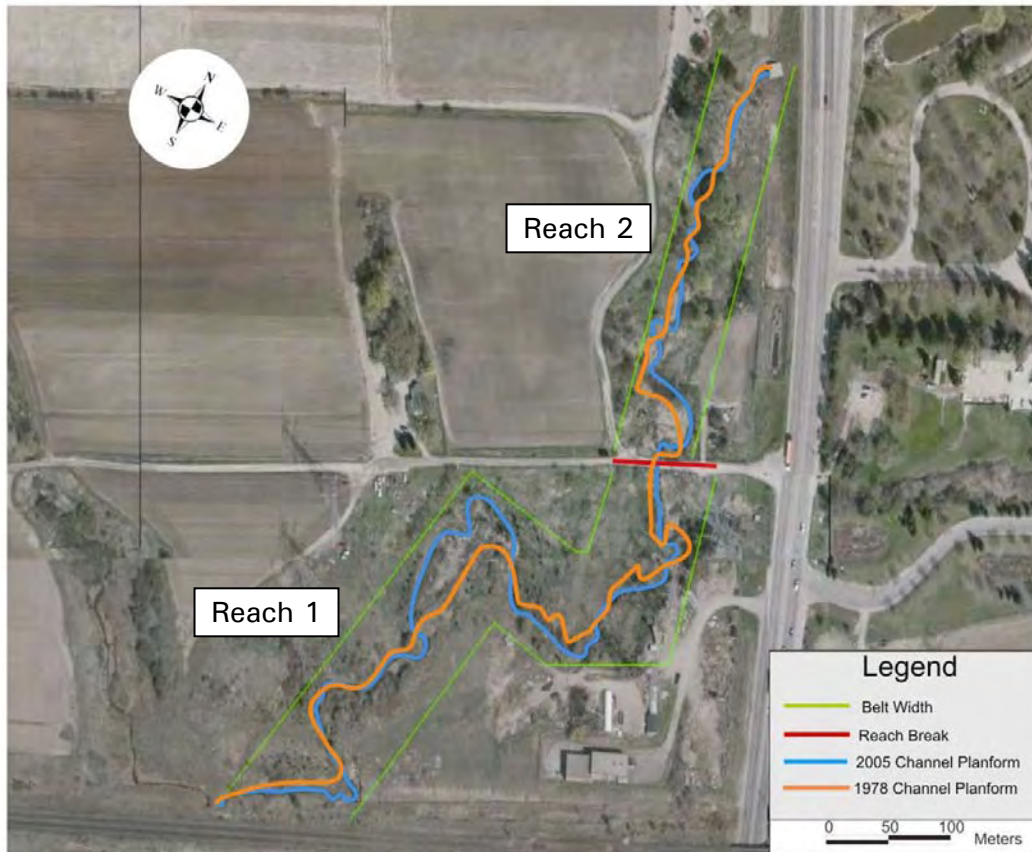 N
W
E
S
Reach 2
Reach 1
Legend
Belt Width
Reach Break
2005 Channel Planform
1978 Channel Planform
0 50 100
Meters